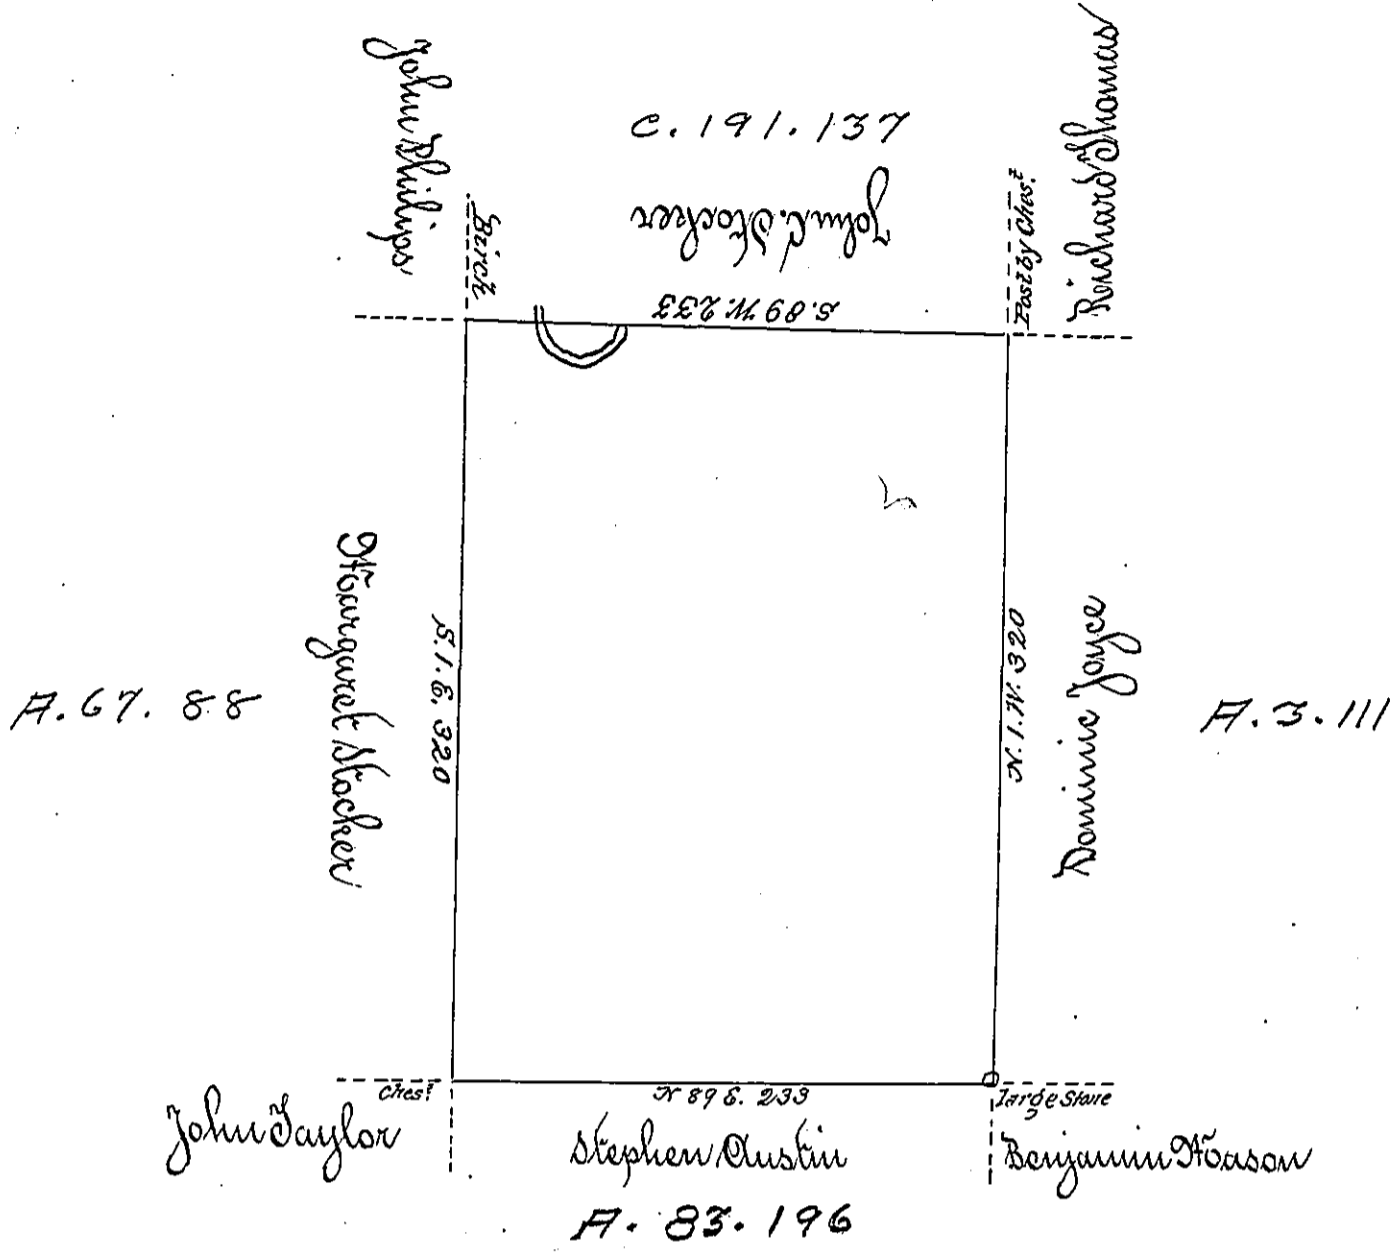 John Philips
C. 191. 137
Richard Thomas
John C. Stocker
Birch
Post by Chest
S. 89 W. 233
Margaret Stocker
S. 1. E. 320
N. 1. W. 320
Dominic Joyce
A. 67. 88
A. 3. 111
Chest
N 89 E. 233
Large Stone
John Taylor
Stephen Austin
Benjamin Mason
A. 83. 196